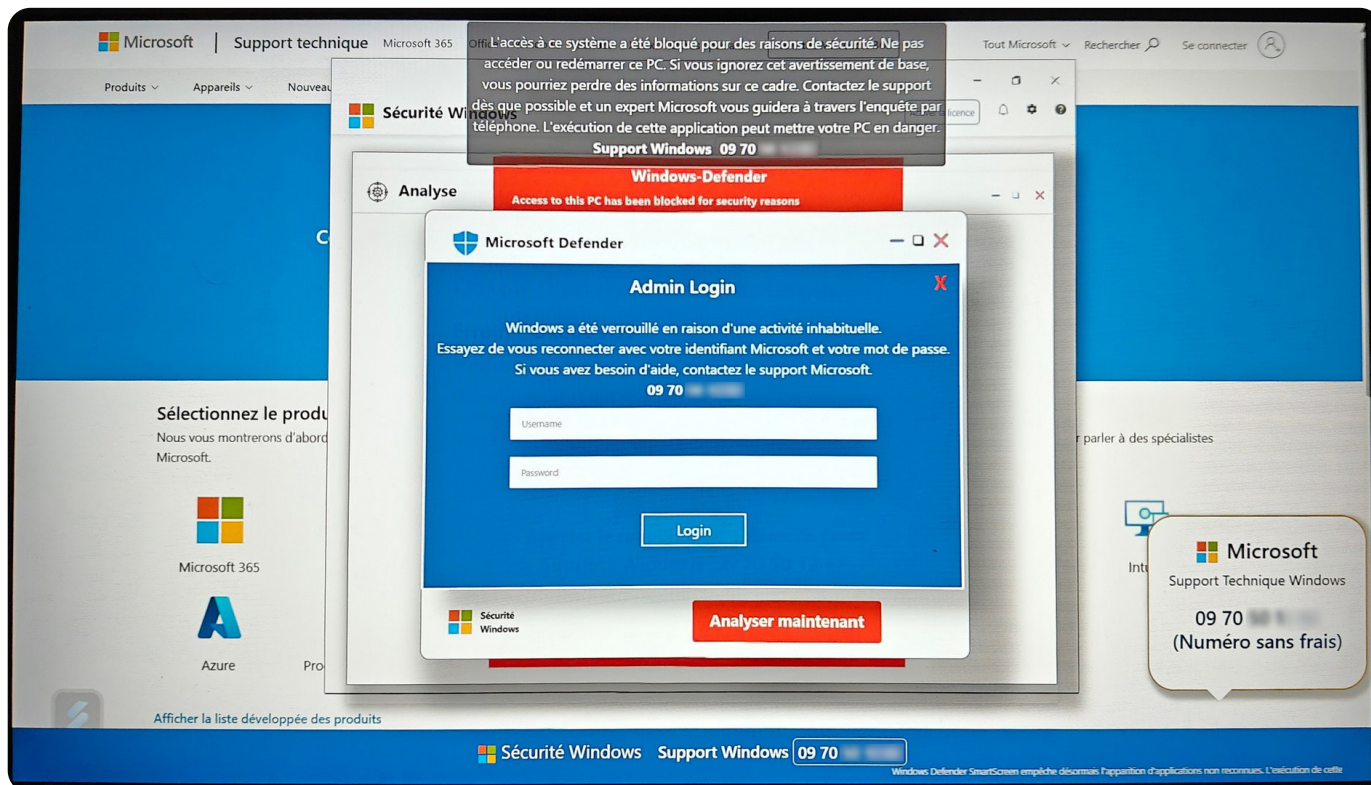 Microsoft | Support technique Microsoft 365
Tout Microsoft Rechercher Se connecter
L'accès à ce système a été bloqué pour des raisons de sécurité. Ne pas
accéder ou redémarrer ce PC. Si vous ignorez cet avertissement de base,
vous pourriez perdre des informations sur ce cadre. Contactez le support
dès que possible et un expert Microsoft vous guidera à travers l'enquête par
téléphone. L'exécution de cette application peut mettre votre PC en danger.
Support Windows 09 70
Produits Appareils Nouveau
Sécurité Windows
licence
Windows-Defender
Access to this PC has been blocked for security reasons
Analyse
Microsoft Defender
Admin Login
X
Windows a été verrouillé en raison d'une activité inhabituelle.
Essayez de vous reconnecter avec votre identifiant Microsoft et votre mot de passe.
Si vous avez besoin d'aide, contactez le support Microsoft.
09 70
Username
Password
Login
Sécurité
Windows
Analyser maintenant
C
Sélectionnez le produ
Nous vous montrerons d'abord
Microsoft.
r parler à des spécialistes
Microsoft 365
Azure
Pro
Intu
Afficher la liste développée des produits
Microsoft
Support Technique Windows
09 70
(Numéro sans frais)
Sécurité Windows Support Windows 09 70
Windows Defender SmartScreen empêche désormais l'apparition d'applications non reconnues. L'exécution de cette